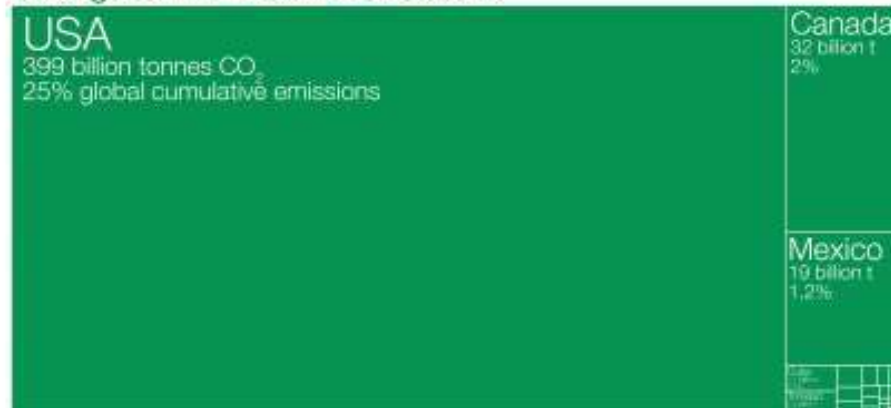 USA
399 billion tonnes CO₂
25% global cumulative emissions
Canada
32 billion t
2%
Mexico
19 billion t
1.2%